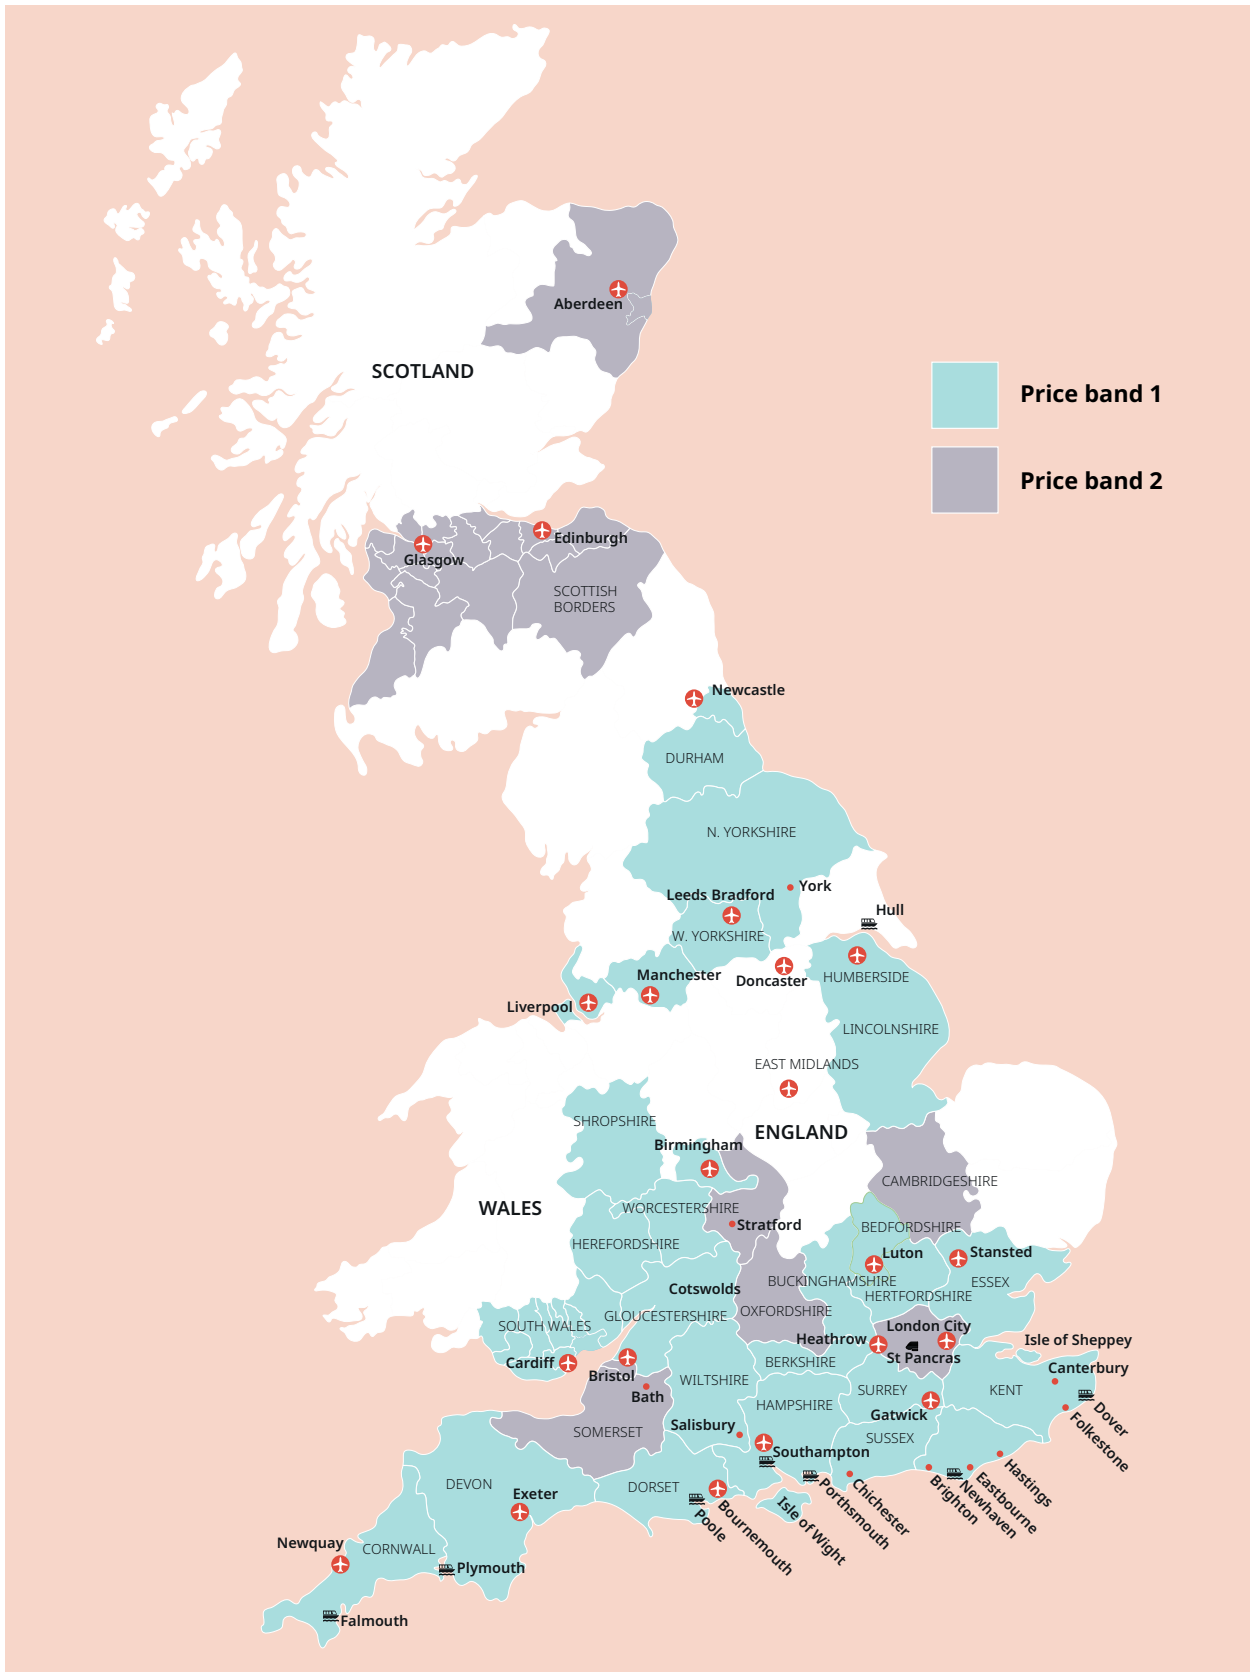 Aberdeen
SCOTLAND
Price band 1
Price band 2
Edinburgh
Glasgow
SCOTTISH
BORDERS
Newcastle
DURHAM
N. YORKSHIRE
York
Leeds Bradford
Hull
W. YORKSHIRE
Manchester
Doncaster
HUMBERSIDE
Liverpool
LINCOLNSHIRE
EAST MIDLANDS
SHROPSHIRE
ENGLAND
Birmingham
CAMBRIDGESHIRE
WALES
WORCESTERSHIRE
Stratford
BEDFORDSHIRE
HEREFORDSHIRE
Luton
Stansted
Cotswolds
BUCKINGHAMSHIRE
ESSEX
HERTFORDSHIRE
GLOUCESTERSHIRE
OXFORDSHIRE
SOUTH WALES
London City
Heathrow
Isle of Sheppey
St Pancras
Cardiff
BERKSHIRE
Canterbury
Bristol
WILTSHIRE
SURREY
KENT
Bath
HAMPSHIRE
Gatwick
Dover
Folkestone
Salisbury
SOMERSET
SUSSEX
Southampton
Hastings
DEVON
DORSET
Exeter
Poole
Bournemouth
Isle of Wight
Porthsmouth
Chichester
Brighton
Newhaven
Eastbourne
Newquay
CORNWALL
Plymouth
Falmouth